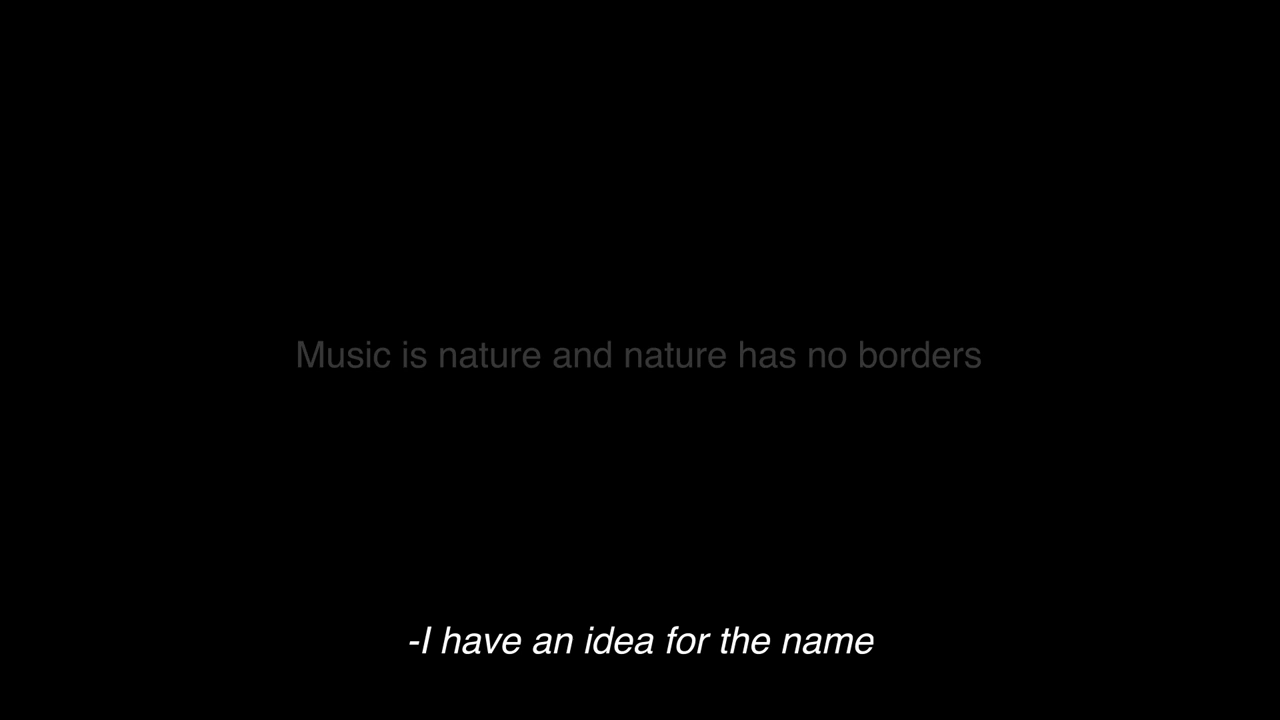 Music is nature and nature has no borders
-I have an idea for the name